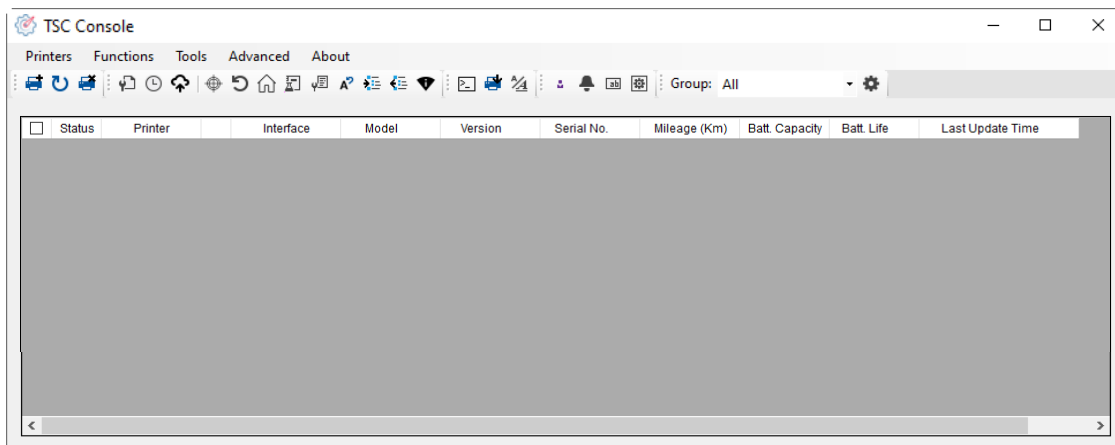 TSC Console
Printers Functions Tools Advanced About
Group: All
Status Printer Interface Model Version Serial No. Mileage (Km) Batt. Capacity Batt. Life Last Update Time